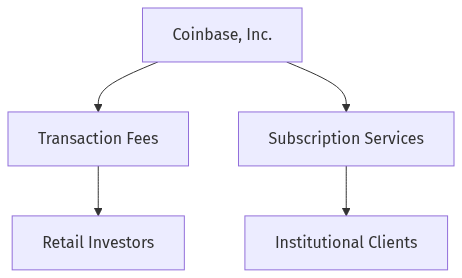 Coinbase, Inc.
Transaction Fees
Subscription Services
Retail Investors
Institutional Clients